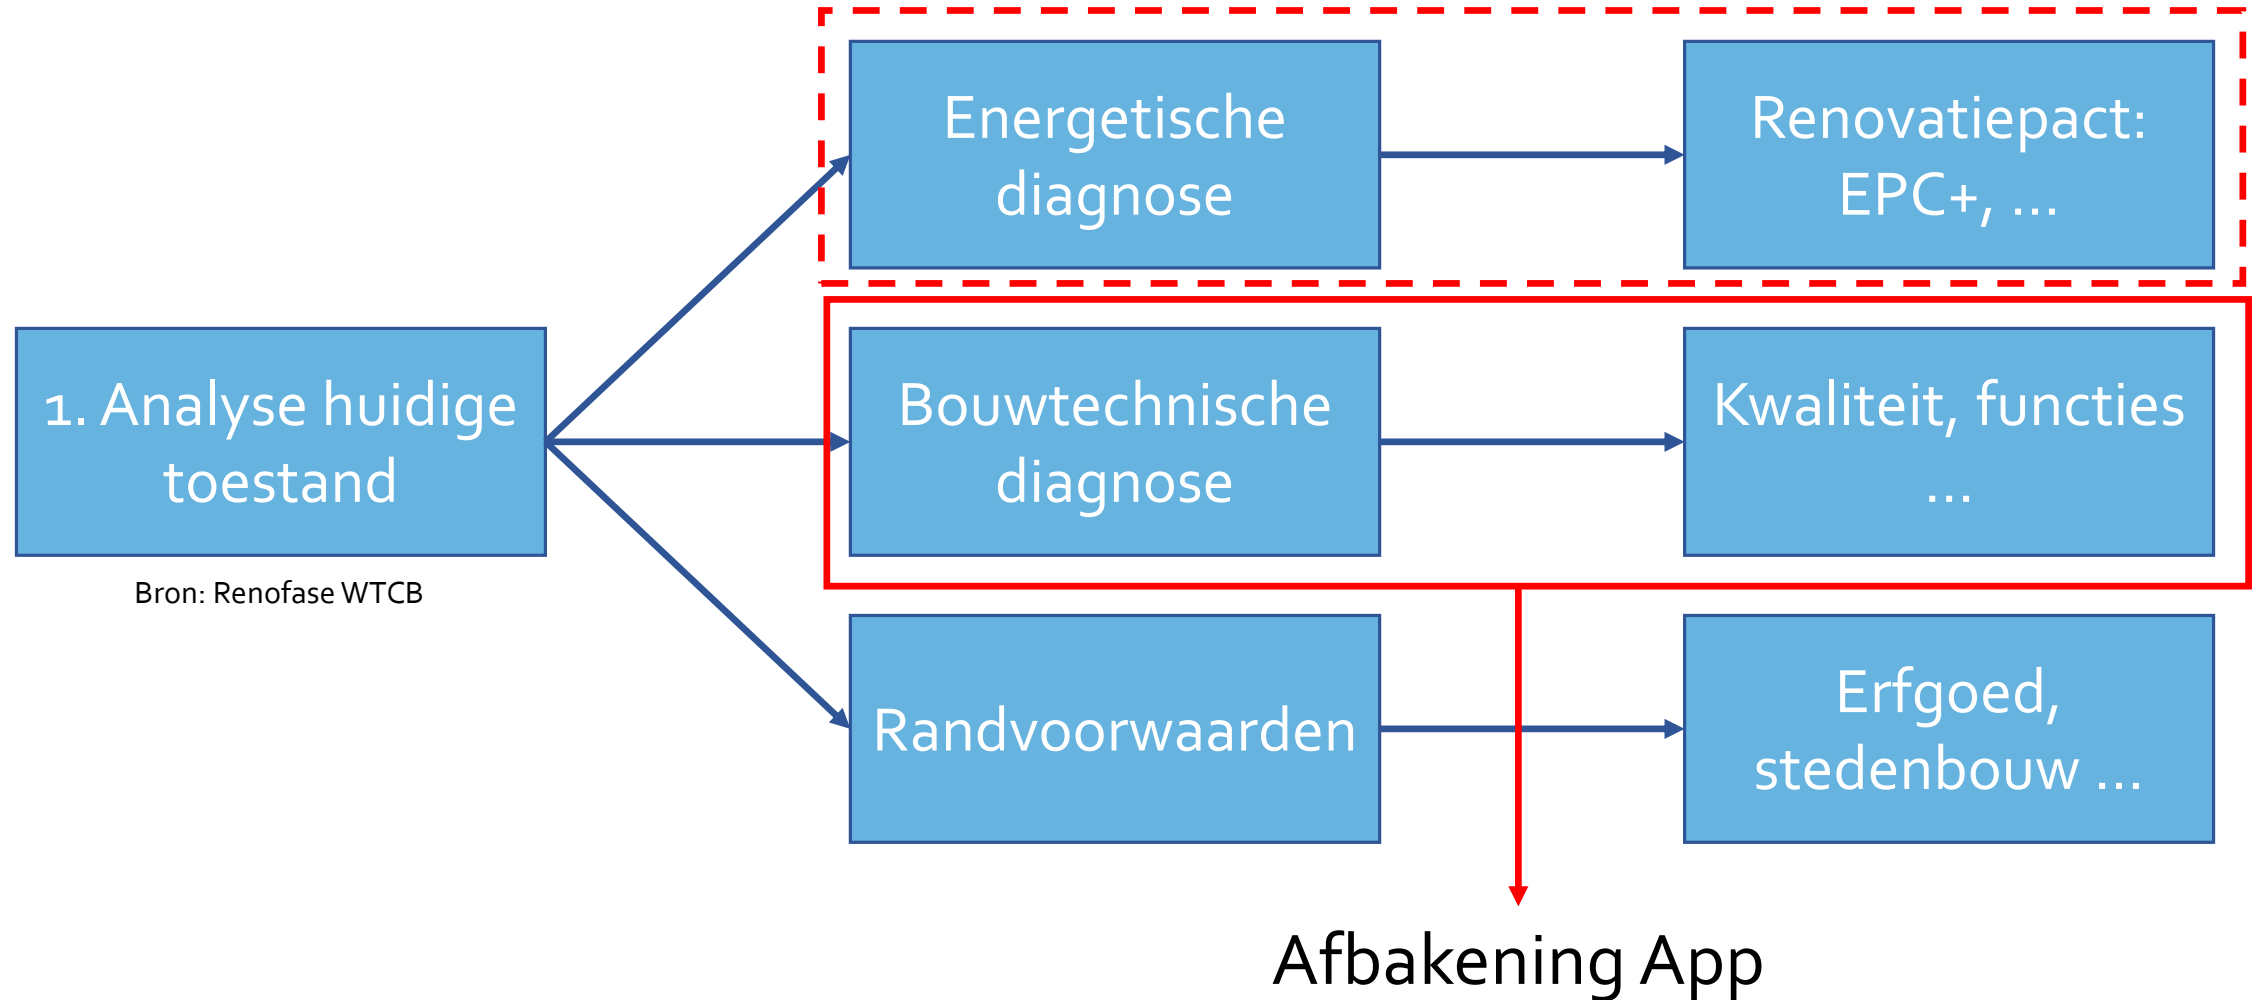 Energetische
diagnose
Renovatiepact:
EPC+, ...
1. Analyse huidige
toestand
Bron: Renofase WTCB
Bouwtechnische
diagnose
Kwaliteit, functies
...
Randvoorwaarden
Erfgoed,
stedenbouw ...
Afbakening App